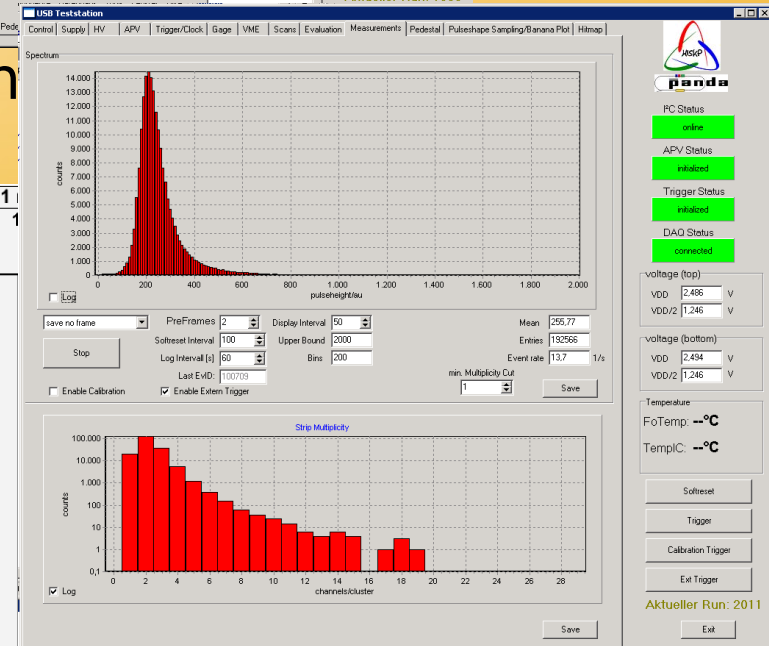 USB Teststation
Control Supply HV APV Trigger/Clock Gage VME Scans Evaluation Measurements Pedestal Pulseshape Sampling/Banana Plot Hitmap
Spectrum
14.000
13.000
12.000
11.000
10.000
9.000
8.000
7.000
6.000
5.000
4.000
3.000
2.000
1.000
0
counts
0 200 400 600 800 1.000 1.200 1.400 1.600 1.800 2.000
pulseheight/au
Log
save no frame
Stop
Enable Calibration
PreFrames 2
Softreset Interval 100
Log Intervall [s] 60
Last EvID: 100709
Enable Extern Trigger
Display Interval 50
Upper Bound 2000
Bins 200
Mean 255,77
Entries 192566
Event rate 13,7 1/s
min. Multiplicity Cut
1
Save
Strip Multiplicity
100.000
10.000
1.000
100
10
1
0,1
counts
0 2 4 6 8 10 12 14 16 18 20 22 24 26 28
channels/cluster
Log
Save
HISKP
panda
I²C Status
online
APV Status
initialized
Trigger Status
initialized
DAQ Status
connected
voltage (top)
VDD 2,486 V
VDD/2 1,246 V
voltage (bottom)
VDD 2,494 V
VDD/2 1,246 V
Temperature
FoTemp: --°C
TempIC: --°C
Softreset
Trigger
Calibration Trigger
Ext Trigger
Aktueller Run: 2011
Exit